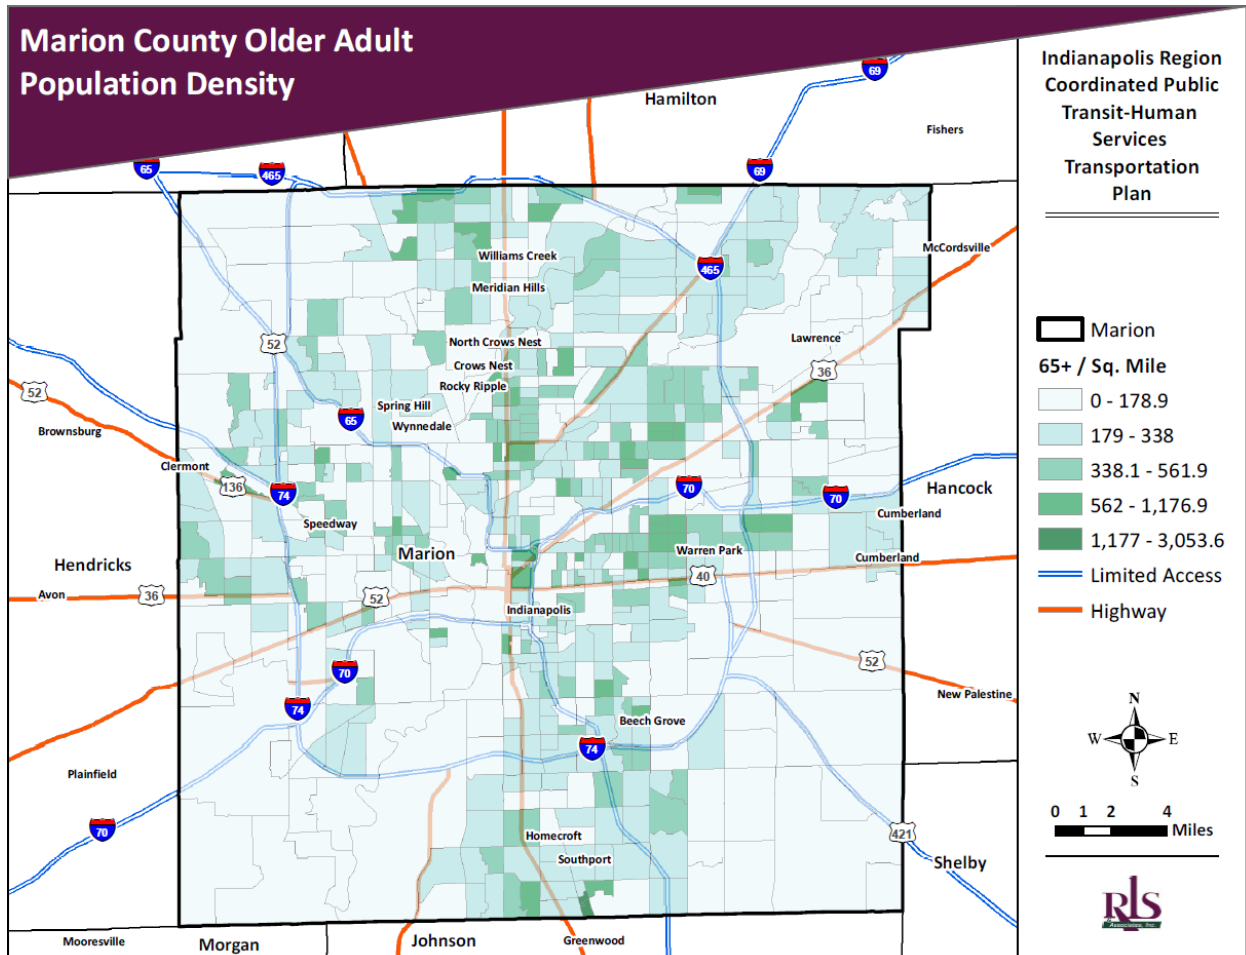 Marion County Older Adult
Population Density
Indianapolis Region
Coordinated Public
Transit-Human
Services
Transportation
Plan
Marion
65+ / Sq. Mile
0 - 178.9
179 - 338
338.1 - 561.9
562 - 1,176.9
1,177 - 3,053.6
Limited Access
Highway
N
W E
S
0 1 2 4
Miles
RLS
& Associates, Inc.
69
Hamilton
Fishers
65
465
69
McCordsville
Williams Creek
465
Meridian Hills
52
North Crows Nest
Lawrence
Crows Nest
36
Rocky Ripple
52
Spring Hill
65
Wynnedale
Brownsburg
Clermont
136
74
70
70
Hancock
Cumberland
Speedway
Marion
Warren Park
Cumberland
Hendricks
40
Avon
36
52
Indianapolis
52
70
New Palestine
74
Beech Grove
74
Plainfield
70
Homecroft
421
Southport
Shelby
Mooresville
Morgan
Johnson
Greenwood